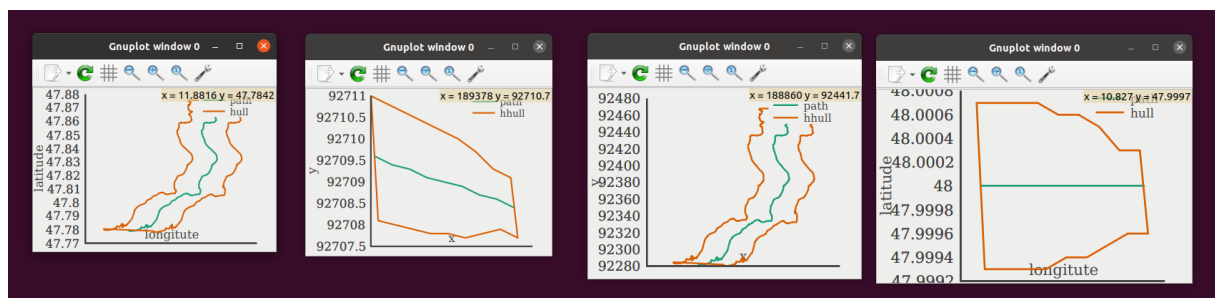 Gnuplot window 0
x = 11.8816 y = 47.7842
path
hull
47.88
47.87
47.86
47.85
47.84
47.83
47.82
47.81
47.8
47.79
47.78
47.77
latitude
longitute
Gnuplot window 0
x = 189378 y = 92710.7
path
hhull
92711
92710.5
92710
92709.5
92709
92708.5
92708
92707.5
y
x
Gnuplot window 0
x = 188860 y = 92441.7
path
hhull
92480
92460
92440
92420
92400
92380
92360
92340
92320
92300
92280
y
x
Gnuplot window 0
x = 10.827 y = 47.9997
path
hull
48.0008
48.0006
48.0004
48.0002
48
47.9998
47.9996
47.9994
47.9992
latitude
longitute